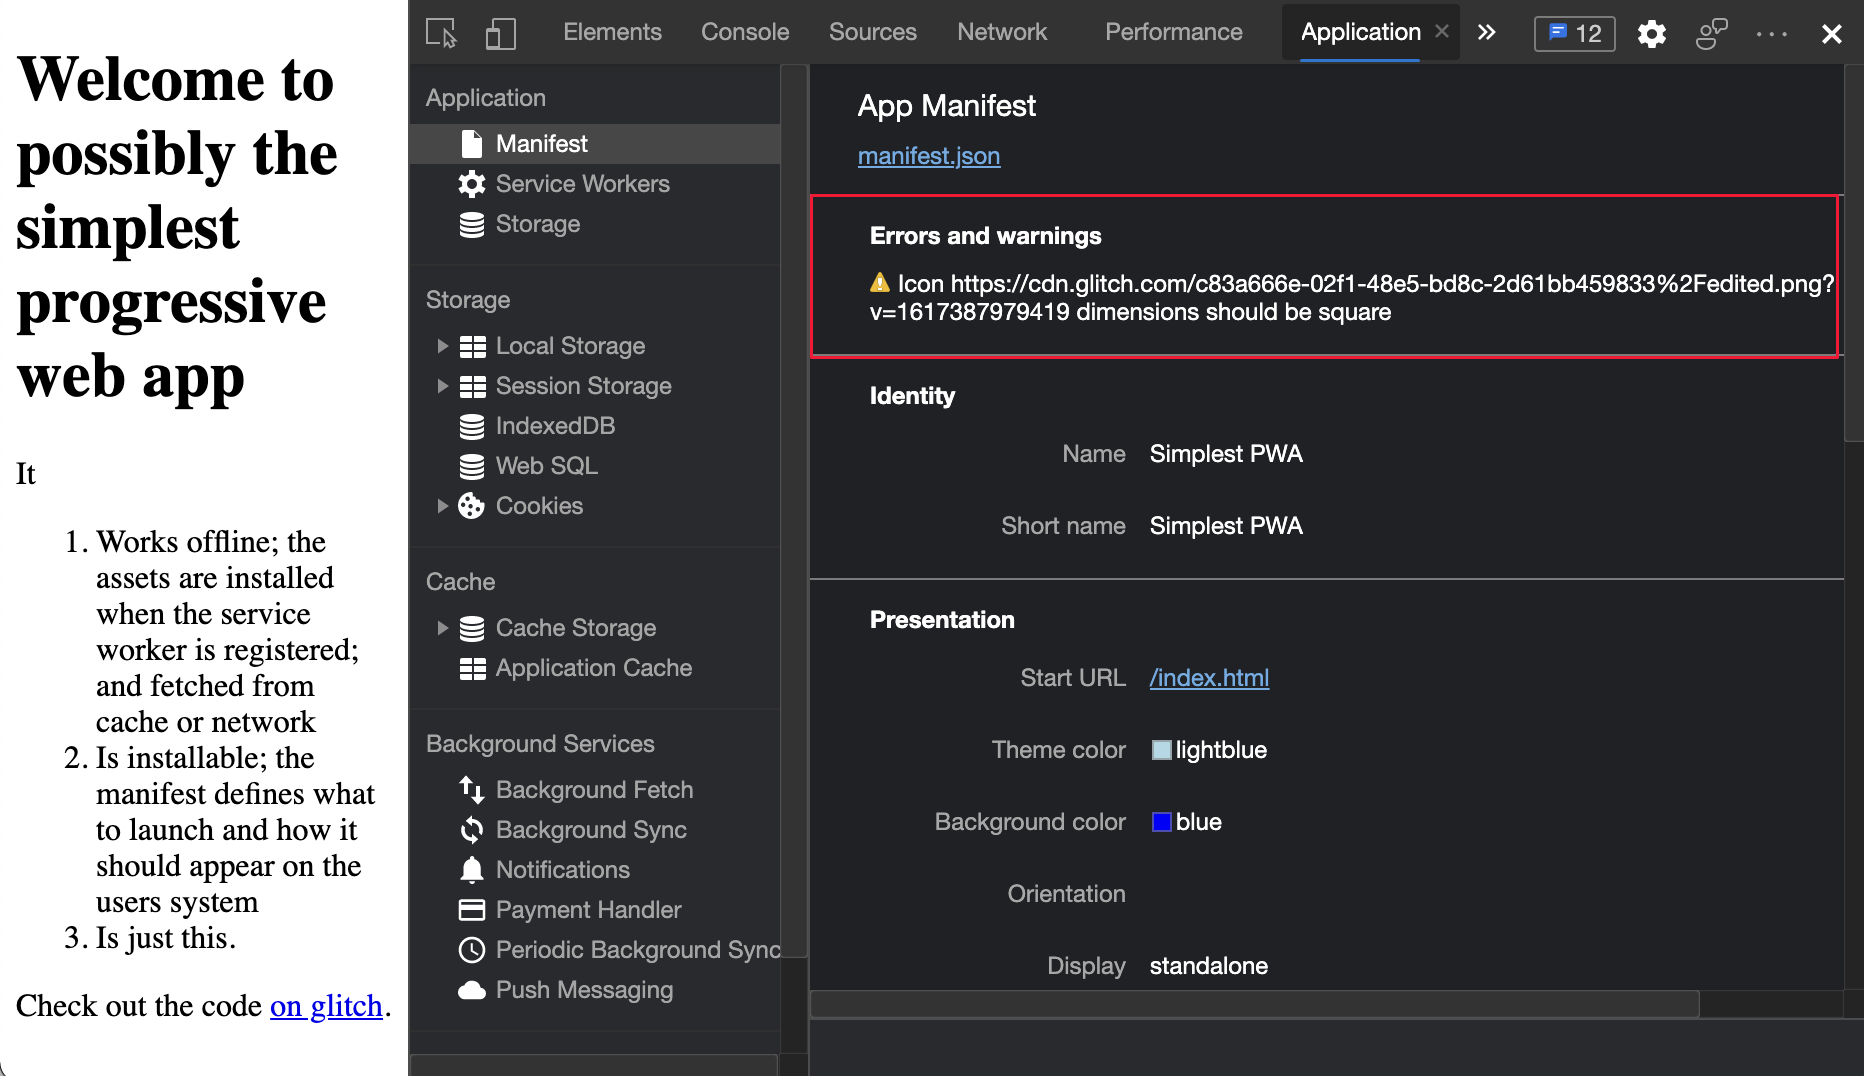 Welcome to
possibly the
simplest
progressive
web app
It
1. Works offline; the
assets are installed
when the service
worker is registered;
and fetched from
cache or network
2. Is installable; the
manifest defines what
to launch and how it
should appear on the
users system
3. Is just this.
Check out the code on glitch.
Elements Console Sources Network Performance Application 12
Application
Manifest
Service Workers
Storage
Storage
Local Storage
Session Storage
IndexedDB
Web SQL
Cookies
Cache
Cache Storage
Application Cache
Background Services
Background Fetch
Background Sync
Notifications
Payment Handler
Periodic Background Sync
Push Messaging
App Manifest
manifest.json
Errors and warnings
Icon https://cdn.glitch.com/c83a666e-02f1-48e5-bd8c-2d61bb459833%2Fedited.png?
v=1617387979419 dimensions should be square
Identity
Name Simplest PWA
Short name Simplest PWA
Presentation
Start URL /index.html
Theme color lightblue
Background color blue
Orientation
Display standalone